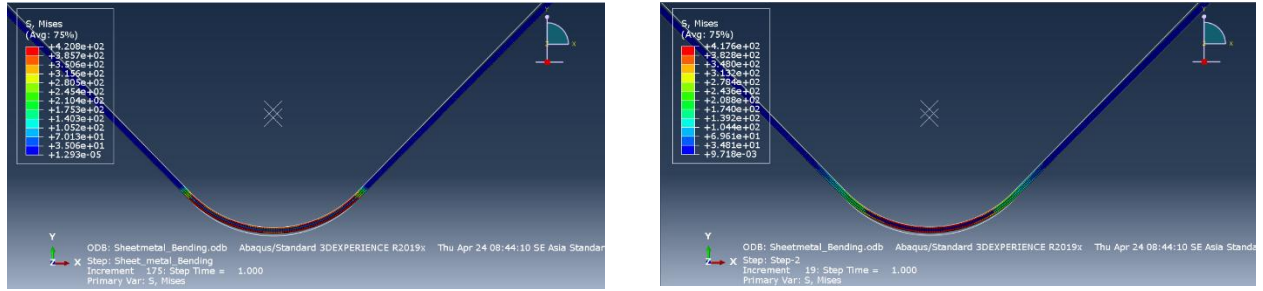 S, Mises
(Avg: 75%)
+4.208e+02
+3.857e+02
+3.506e+02
+3.156e+02
+2.805e+02
+2.454e+02
+2.104e+02
+1.753e+02
+1.403e+02
+1.052e+02
+7.013e+01
+3.506e+01
+1.293e-05
Y
X
Y
Z
X
ODB: Sheetmetal_Bending.odb Abaqus/Standard 3DEXPERIENCE R2019x Thu Apr 24 08:44:10 SE Asia Standar
Step: Sheet_metal_Bending
Increment 175: Step Time = 1.000
Primary Var: S, Mises
S, Mises
(Avg: 75%)
+4.176e+02
+3.828e+02
+3.480e+02
+3.132e+02
+2.784e+02
+2.436e+02
+2.088e+02
+1.740e+02
+1.392e+02
+1.044e+02
+6.961e+01
+3.481e+01
+9.718e-03
Y
X
Y
Z
X
ODB: Sheetmetal_Bending.odb Abaqus/Standard 3DEXPERIENCE R2019x Thu Apr 24 08:44:10 SE Asia Standa
Step: Step-2
Increment 19: Step Time = 1.000
Primary Var: S, Mises